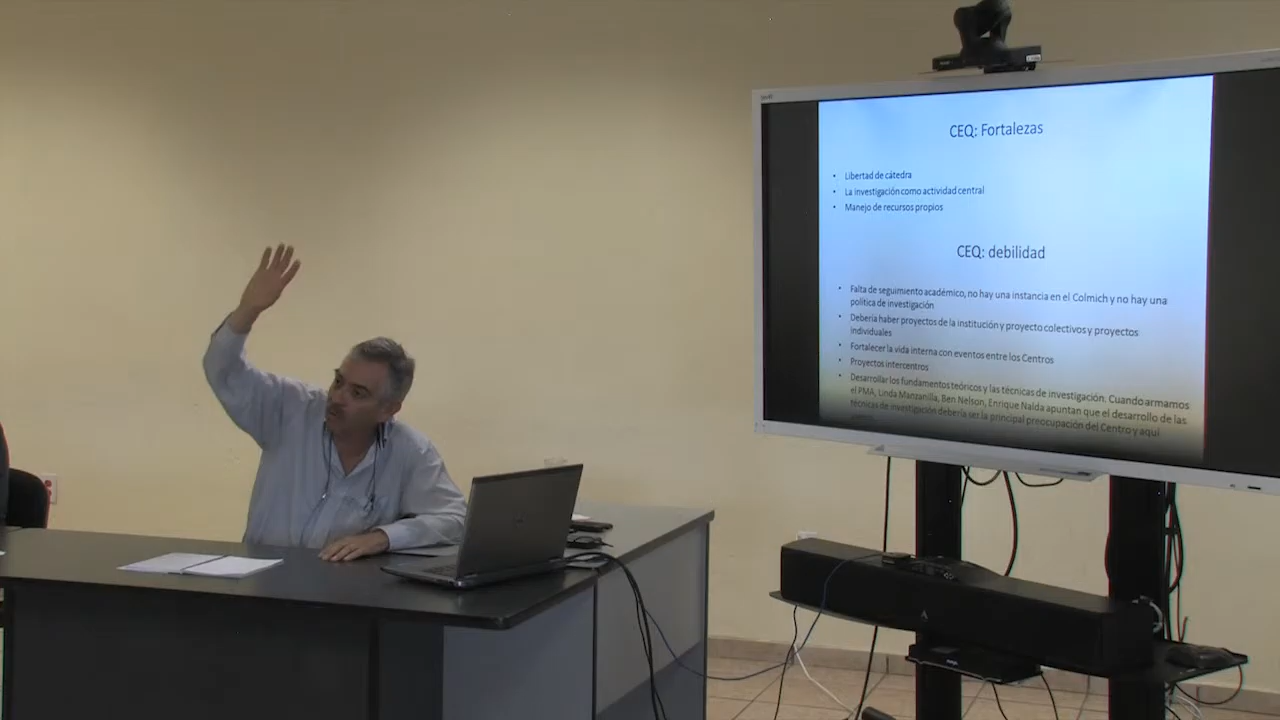 CEQ: Fortalezas
• Libertad de cátedra
• La investigación como actividad central
• Manejo de recursos propios
CEQ: debilidad
• Falta de seguimiento académico, no hay una instancia en el Colmich y no hay una
política de investigación
• Debería haber proyectos de la institución y proyecto colectivos y proyectos
individuales
• Fortalecer la vida interna con eventos entre los Centros
• Proyectos intercentros
• Desarrollar los fundamentos teóricos y las técnicas de investigación. Cuando armamos
el PMA, Linda Manzanilla, Ben Nelson, Enrique Nalda apuntan que el desarrollo de las
técnicas de investigación debería ser la principal preocupación del Centro y aquí